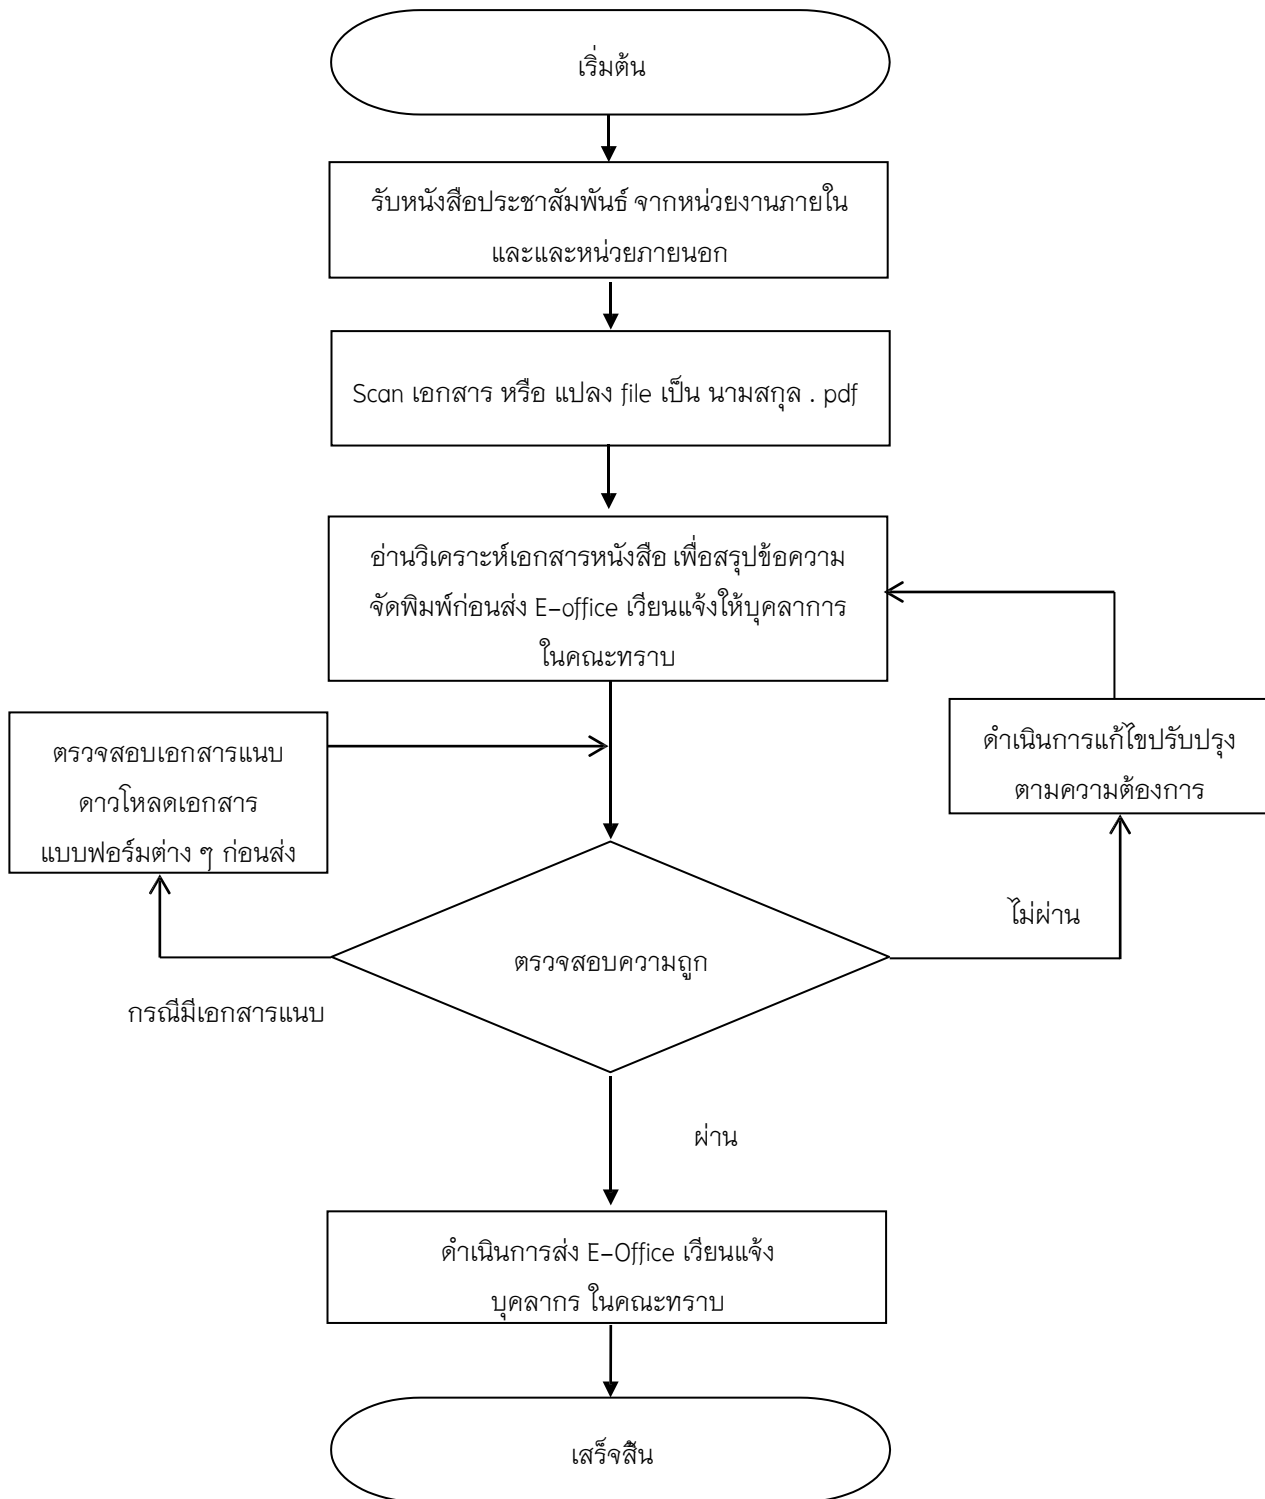 เริ่มต้น
รับหนังสือประชาสัมพันธ์ จากหน่วยงานภายใน
และและหน่วยภายนอก
Scan เอกสาร หรือ แปลง file เป็น นามสกุล . pdf
อ่านวิเคราะห์เอกสารหนังสือ เพื่อสรุปข้อความ
จัดพิมพ์ก่อนส่ง E–office เวียนแจ้งให้บุคลาการ
ในคณะทราบ
ตรวจสอบเอกสารแนบ
ดาวโหลดเอกสาร
แบบฟอร์มต่าง ๆ ก่อนส่ง
ดำเนินการแก้ไขปรับปรุง
ตามความต้องการ
ไม่ผ่าน
ตรวจสอบความถูก
กรณีมีเอกสารแนบ
ผ่าน
ดำเนินการส่ง E–Office เวียนแจ้ง
บุคลากร ในคณะทราบ
เสร็จสิ้น